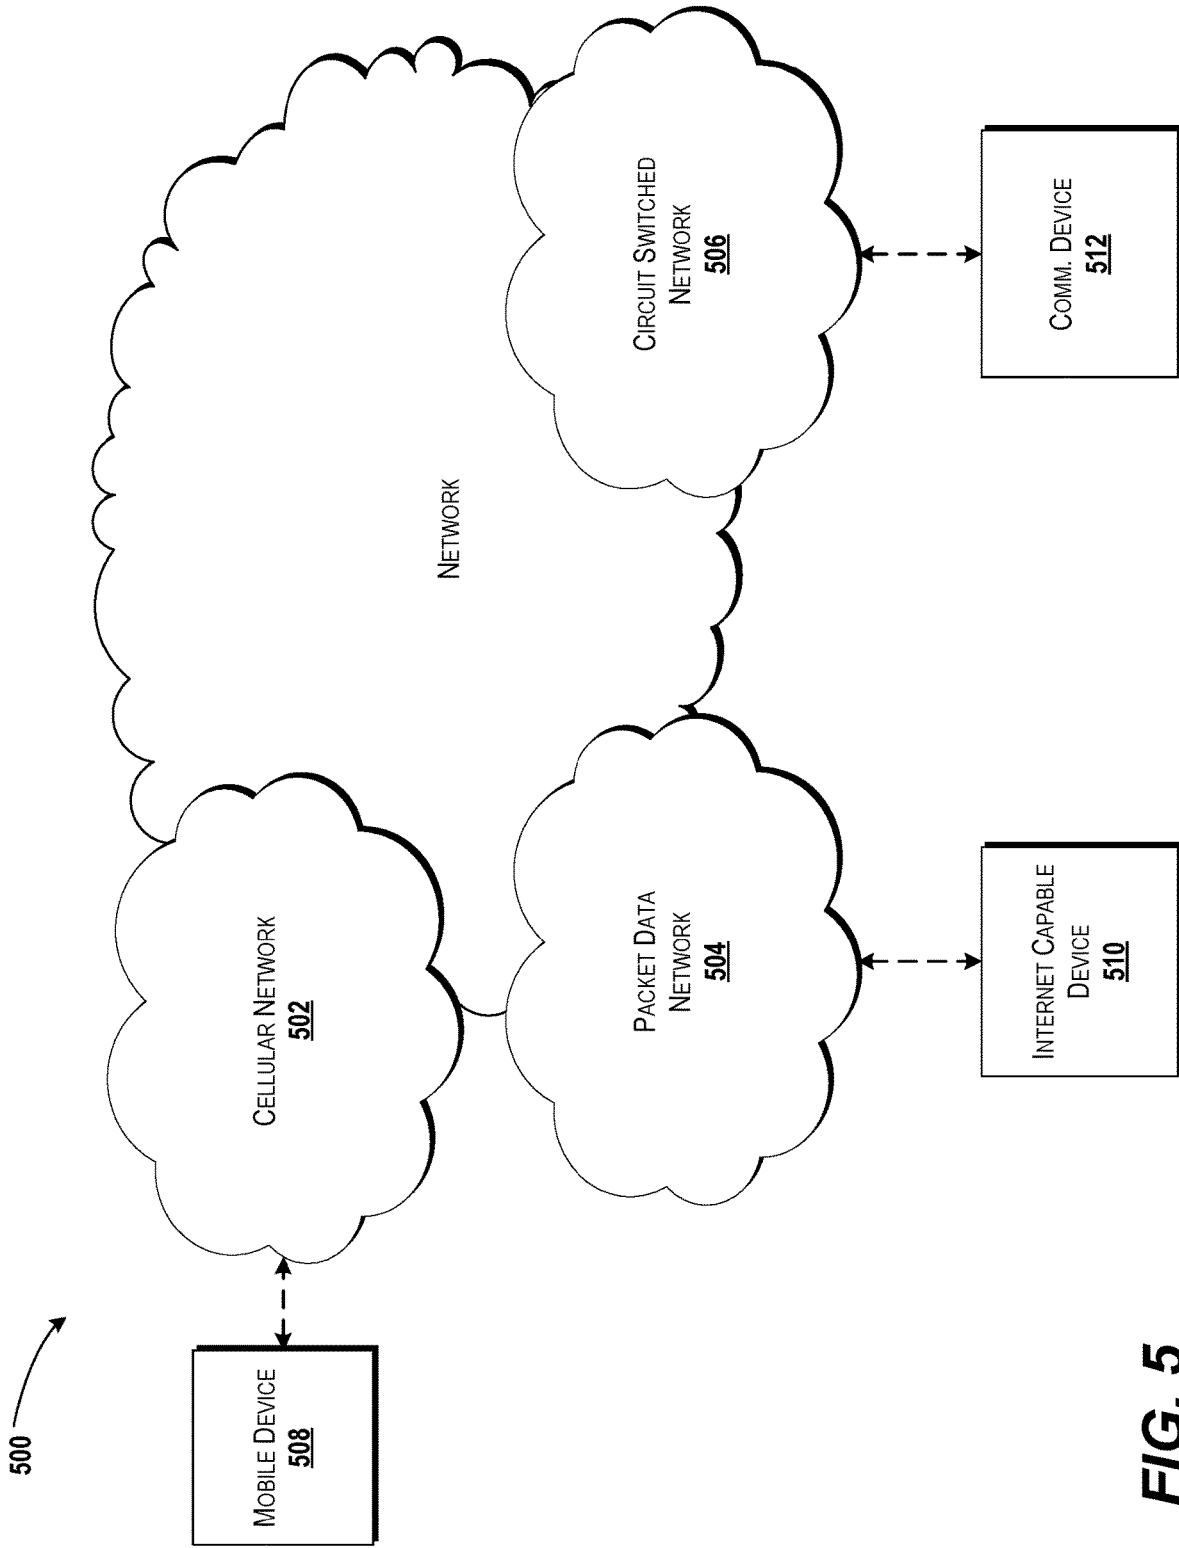 500
MOBILE DEVICE
508
CELLULAR NETWORK
502
NETWORK
PACKET DATA
NETWORK
504
CIRCUIT SWITCHED
NETWORK
506
INTERNET CAPABLE
DEVICE
510
COMM. DEVICE
512
FIG. 5